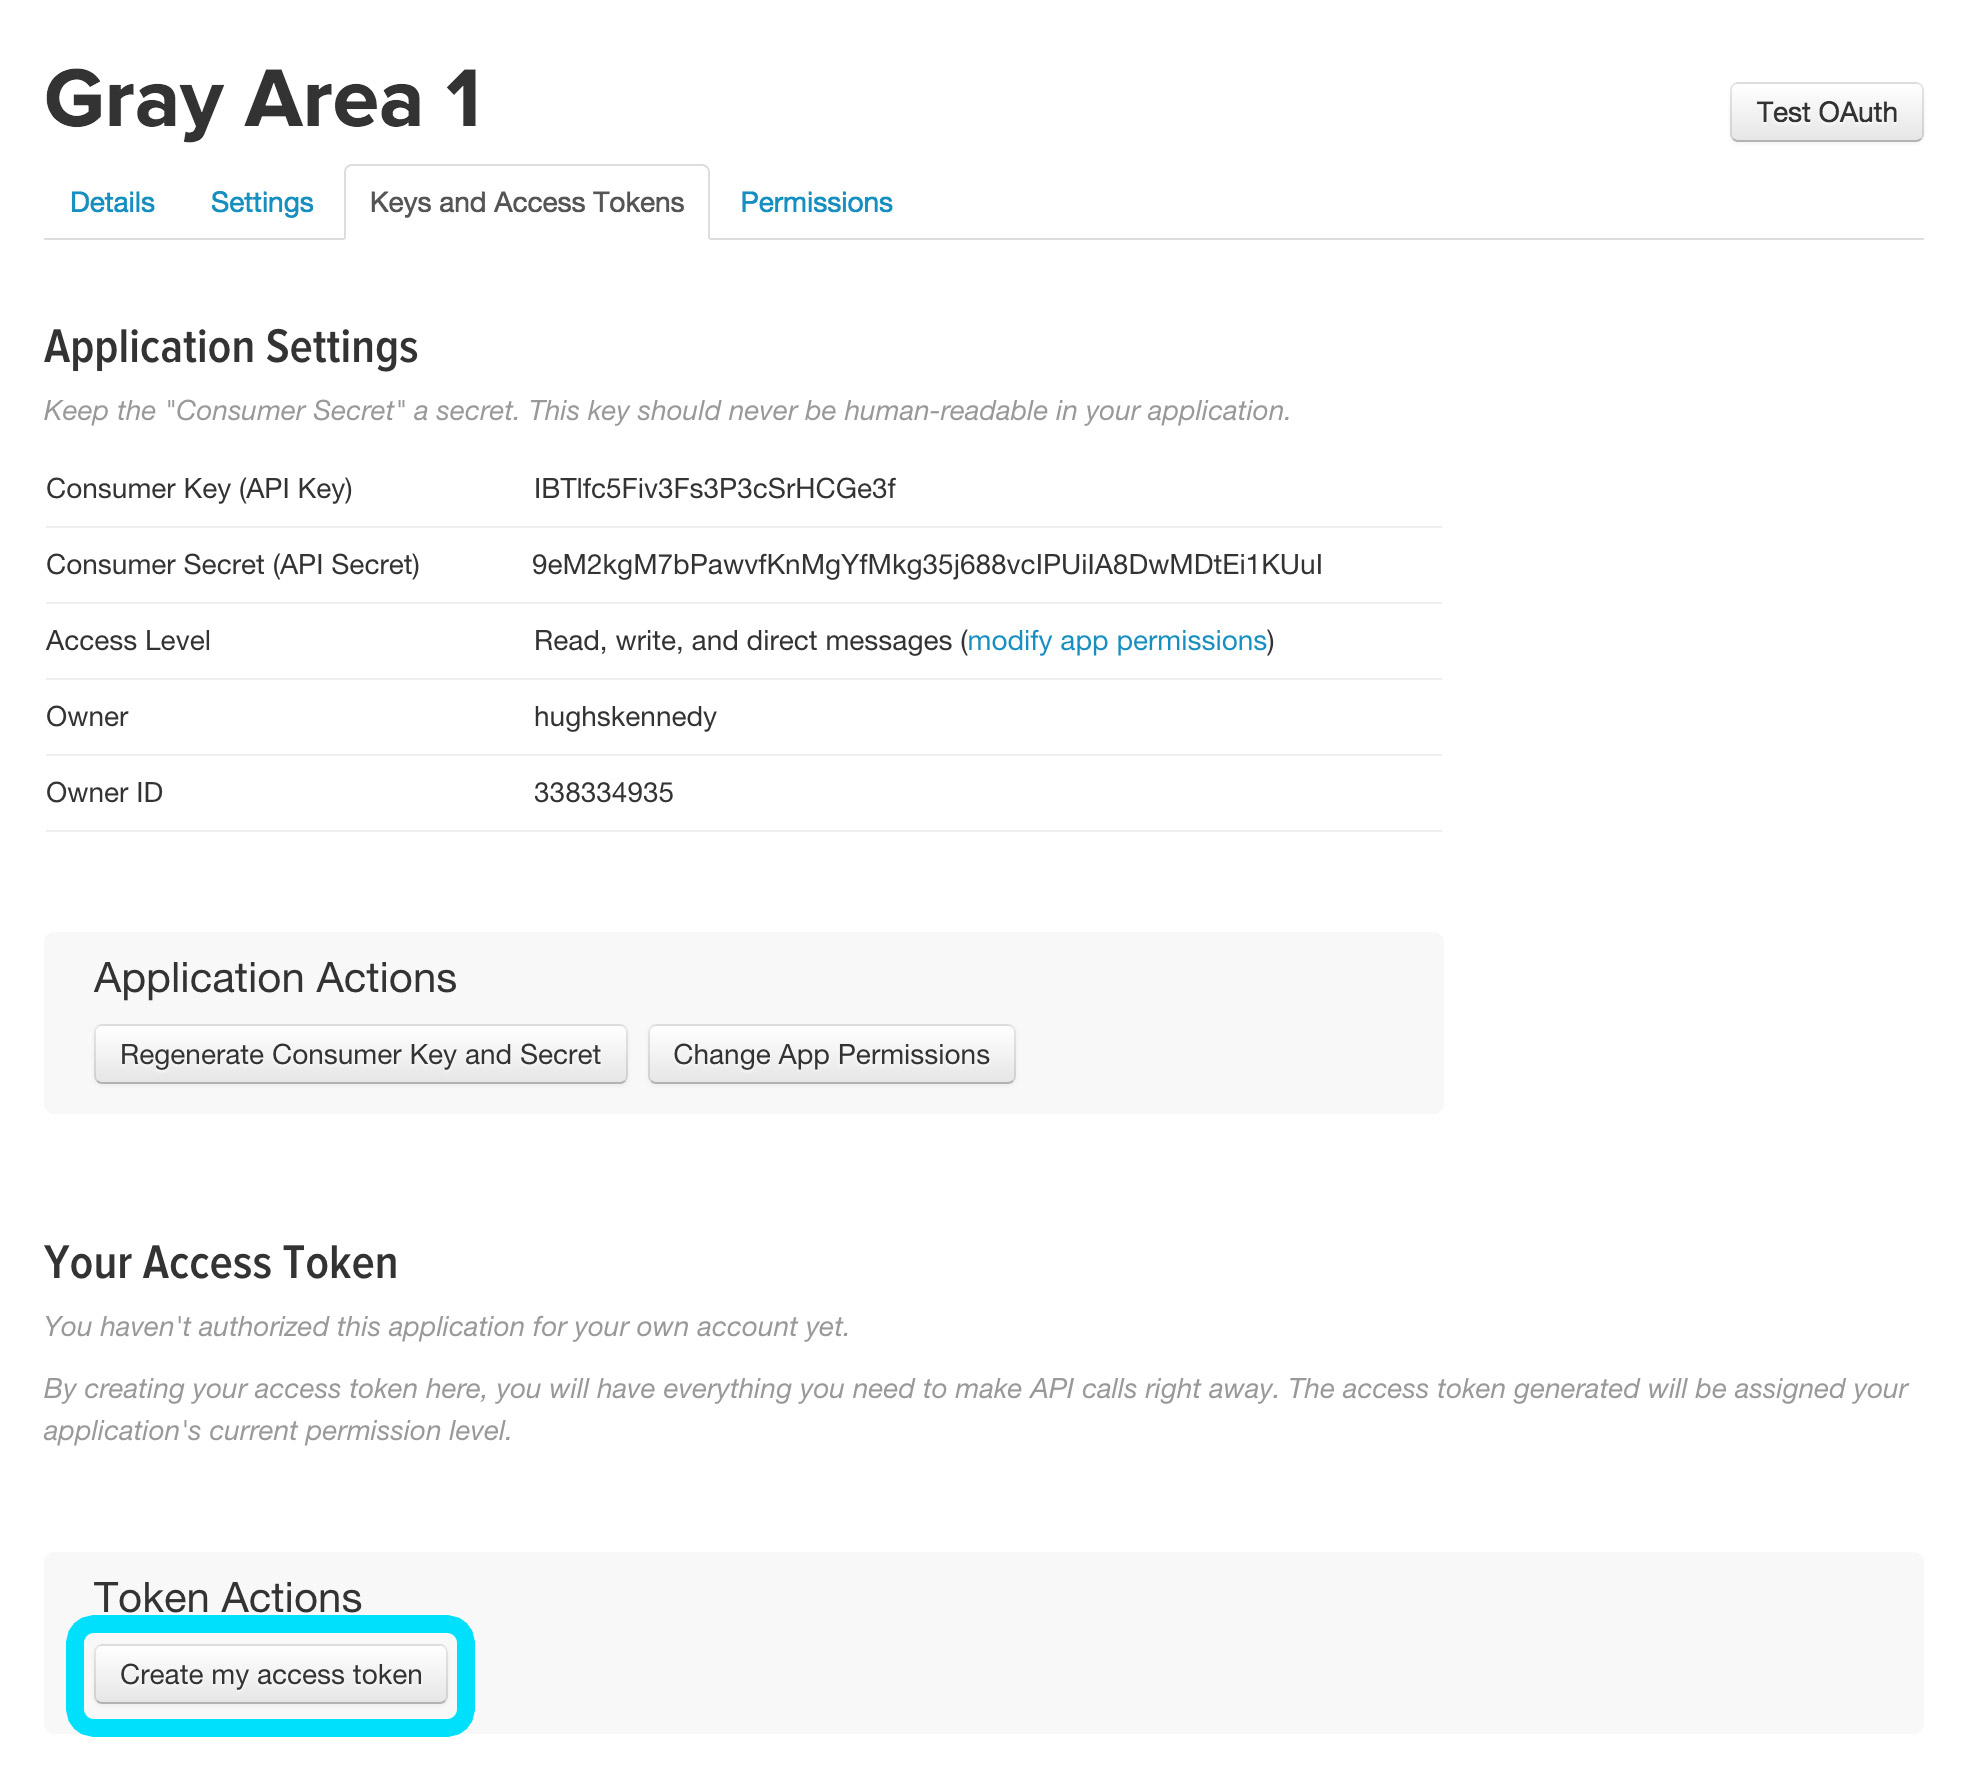 Gray Area 1
Test OAuth
Details Settings Keys and Access Tokens Permissions
Application Settings
Keep the "Consumer Secret" a secret. This key should never be human-readable in your application.
Consumer Key (API Key) IBTlfc5Fiv3Fs3P3cSrHCGe3f
Consumer Secret (API Secret) 9eM2kgM7bPawvfKnMgYfMkg35j688vcIPUilA8DwMDtEi1KUuI
Access Level Read, write, and direct messages (modify app permissions)
Owner hughskennedy
Owner ID 338334935
Application Actions
Regenerate Consumer Key and Secret Change App Permissions
Your Access Token
You haven't authorized this application for your own account yet.
By creating your access token here, you will have everything you need to make API calls right away. The access token generated will be assigned your
application's current permission level.
Token Actions
Create my access token